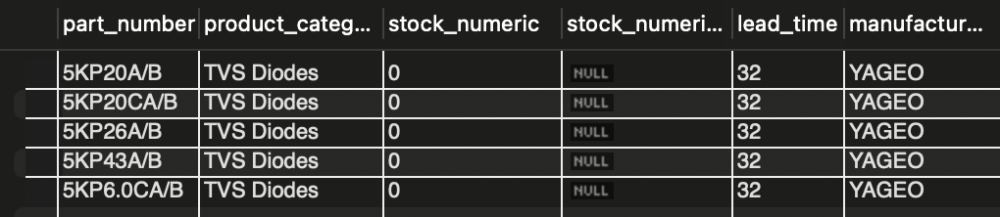 part_number product_categ... stock_numeric stock_numeri... lead_time manufactur...
5KP20A/B TVS Diodes 0 NULL 32 YAGEO
5KP20CA/B TVS Diodes 0 NULL 32 YAGEO
5KP26A/B TVS Diodes 0 NULL 32 YAGEO
5KP43A/B TVS Diodes 0 NULL 32 YAGEO
5KP6.0CA/B TVS Diodes 0 NULL 32 YAGEO